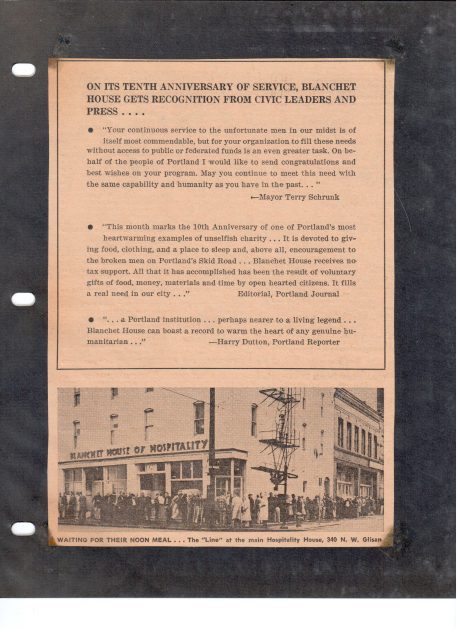 ON ITS TENTH ANNIVERSARY OF SERVICE, BLANCHET
HOUSE GETS RECOGNITION FROM CIVIC LEADERS AND
PRESS . . . .
● "Your continuous service to the unfortunate men in our midst is of
itself most commendable, but for your organization to fill these needs
without access to public or federated funds is an even greater task. On be-
half of the people of Portland I would like to send congratulations and
best wishes on your program. May you continue to meet this need with
the same capability and humanity as you have in the past. . . "
—Mayor Terry Schrunk
● "This month marks the 10th Anniversary of one of Portland's most
heartwarming examples of unselfish charity . . . It is devoted to giv-
ing food, clothing, and a place to sleep and, above all, encouragement to
the broken men on Portland's Skid Road . . . Blanchet House receives no
tax support. All that it has accomplished has been the result of voluntary
gifts of food, money, materials and time by open hearted citizens. It fills
a real need in our city . . ." Editorial, Portland Journal
● ". . . a Portland institution . . . perhaps nearer to a living legend . . .
Blanchet House can boast a record to warm the heart of any genuine hu-
manitarian . . ." —Harry Dutton, Portland Reporter
BLANCHET HOUSE OF HOSPITALITY
WAITING FOR THEIR NOON MEAL . . . The "Line" at the main Hospitality House, 340 N. W. Glisan